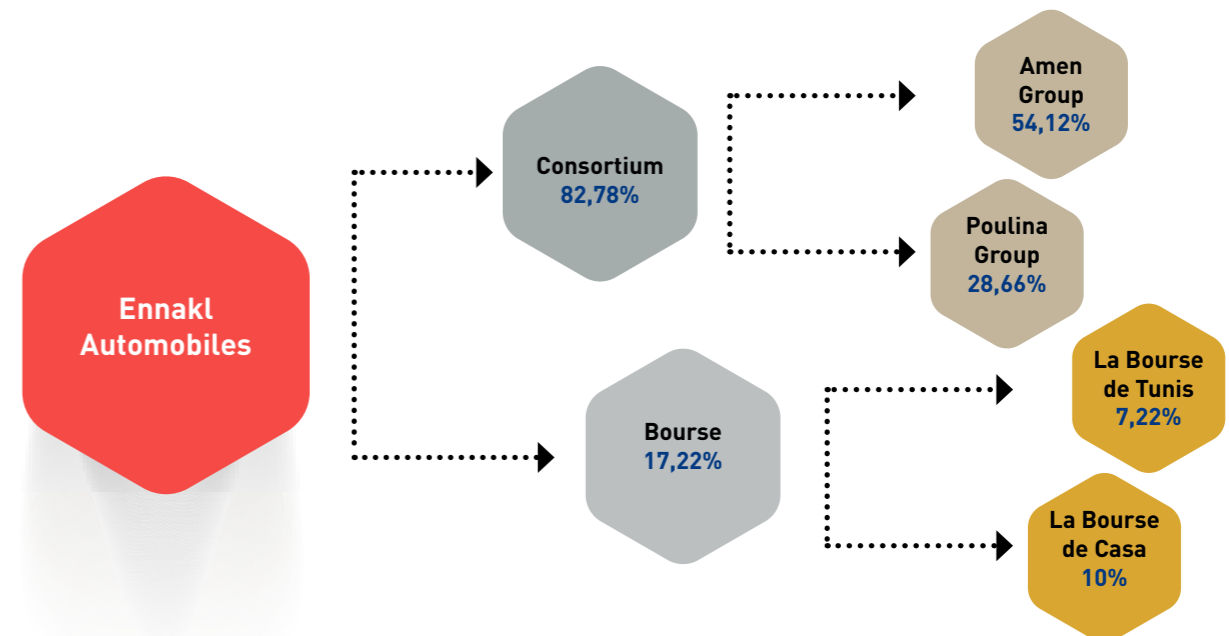 Ennakl
Automobiles
Consortium
82,78%
Amen
Group
54,12%
Poulina
Group
28,66%
Bourse
17,22%
La Bourse
de Tunis
7,22%
La Bourse
de Casa
10%